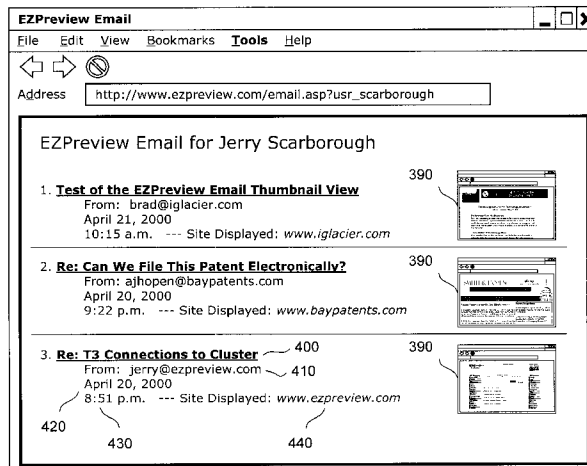 EZPreview Email
File Edit View Bookmarks Tools Help
Address http://www.ezpreview.com/email.asp?usr_scarborough
EZPreview Email for Jerry Scarborough
390
1. Test of the EZPreview Email Thumbnail View
From: brad@iglacier.com
April 21, 2000
10:15 a.m. --- Site Displayed: www.iglacier.com
390
2. Re: Can We File This Patent Electronically?
From: ajhopen@baypatents.com
April 20, 2000
9:22 p.m. --- Site Displayed: www.baypatents.com
390
3. Re: T3 Connections to Cluster 400
From: jerry@ezpreview.com 410
April 20, 2000
8:51 p.m. --- Site Displayed: www.ezpreview.com
420 430 440